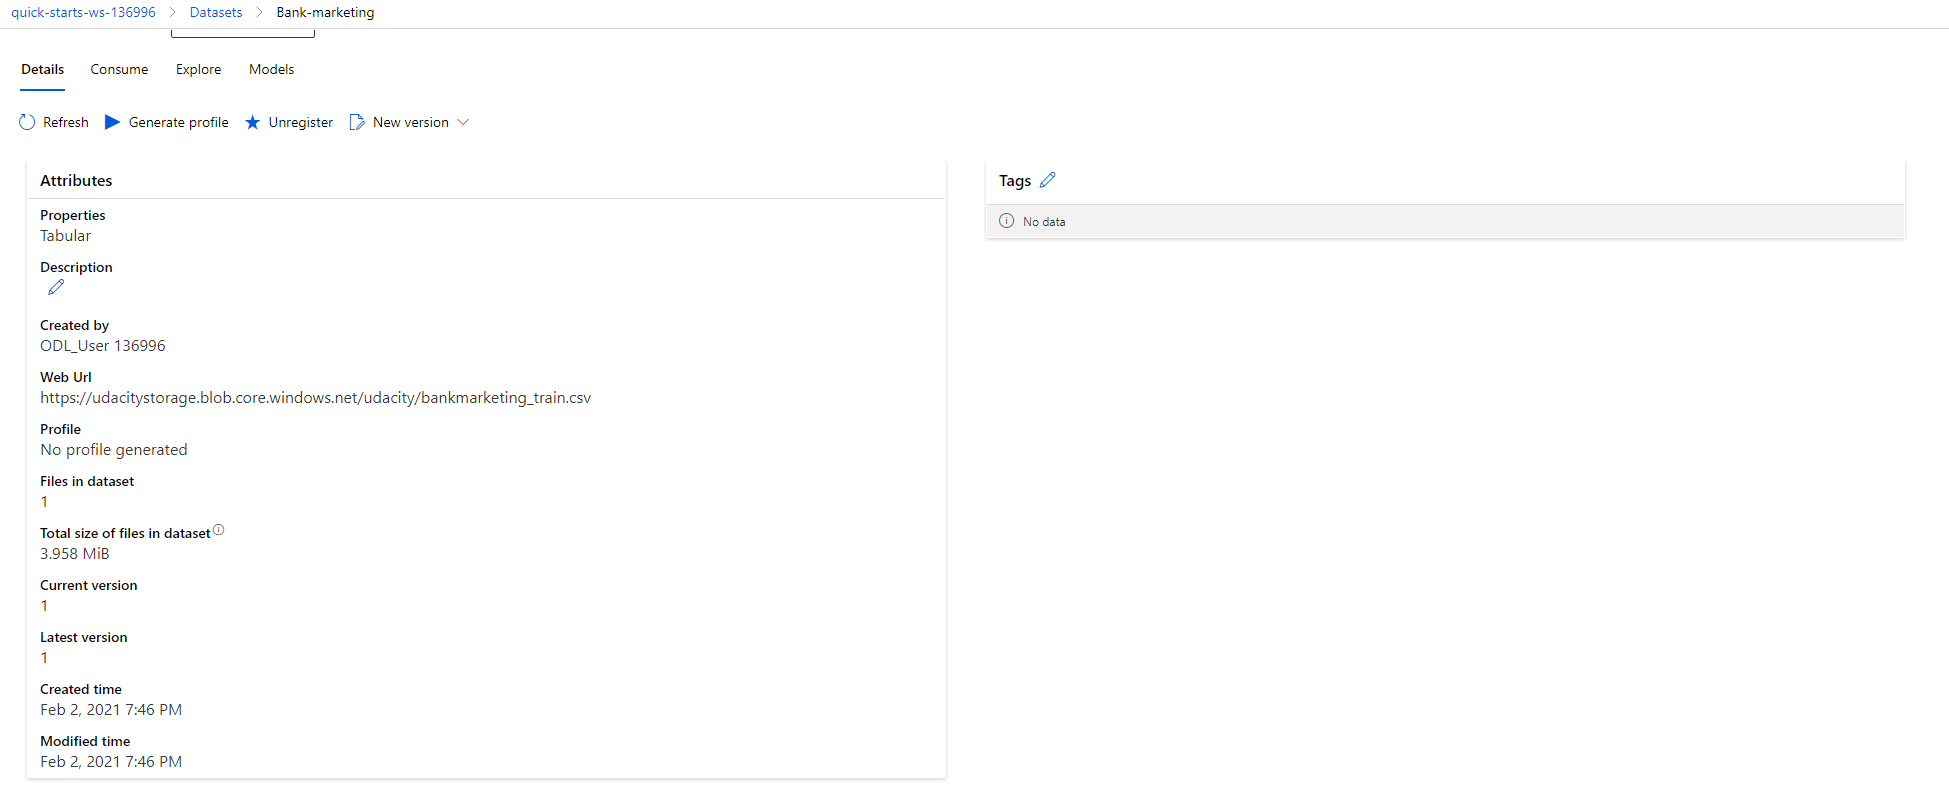 quick-starts-ws-136996 > Datasets > Bank-marketing
Details Consume Explore Models
Refresh Generate profile Unregister New version
Attributes
Properties
Tabular
Description
Created by
ODL_User 136996
Web Url
https://udacitystorage.blob.core.windows.net/udacity/bankmarketing_train.csv
Profile
No profile generated
Files in dataset
1
Total size of files in dataset
3.958 MiB
Current version
1
Latest version
1
Created time
Feb 2, 2021 7:46 PM
Modified time
Feb 2, 2021 7:46 PM
Tags
No data